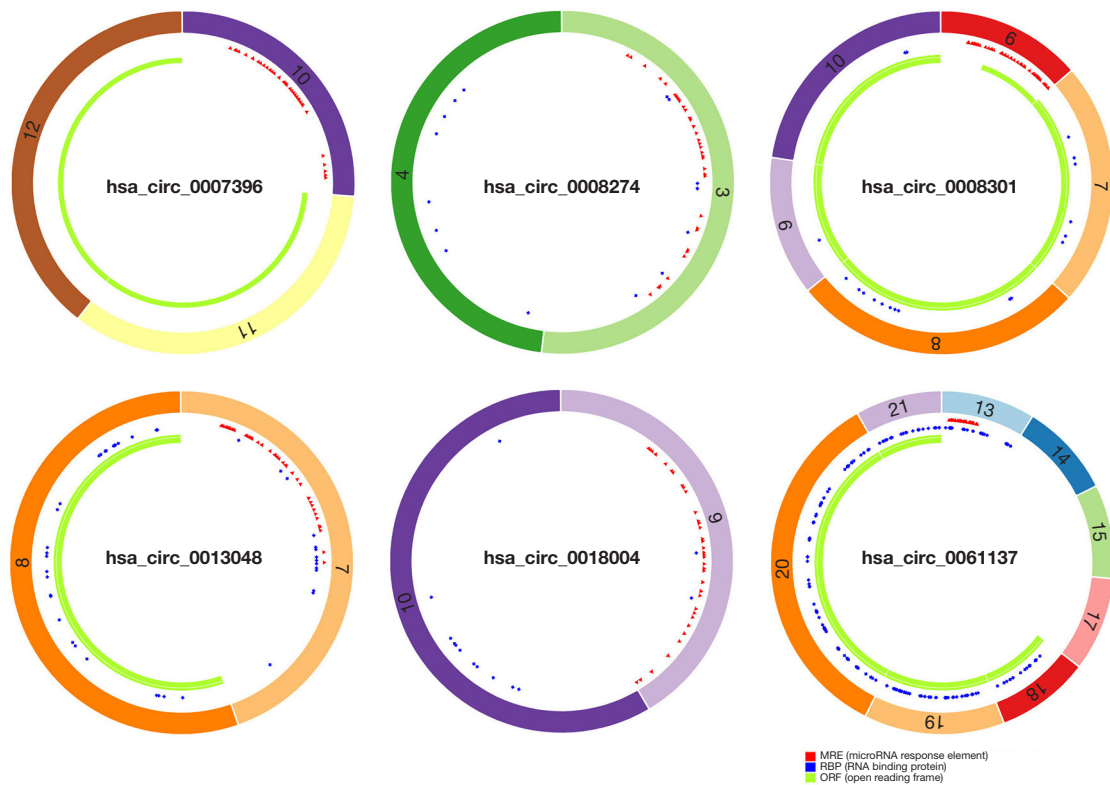 10
12
hsa_circ_0007396
11
4
hsa_circ_0008274
3
10
6
hsa_circ_0008301
7
9
8
8
hsa_circ_0013048
7
10
hsa_circ_0018004
9
21
13
14
15
20
hsa_circ_0061137
17
18
19
MRE (microRNA response element)
RBP (RNA binding protein)
ORF (open reading frame)